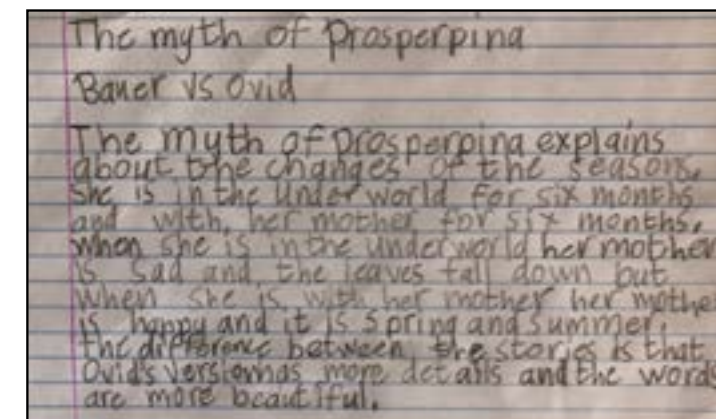 The myth of Prosperpina
Bauer vs Ovid
The myth of Prosperpina explains
about the changes of the seasons.
She is in the underworld for six months
and with her mother for six months.
when she is in the underworld her mother
is sad and the leaves fall down but
when she is with her mother her mother
is happy and it is spring and summer.
the difference between the stories is that
Ovid's version has more details and the words
are more beautiful.